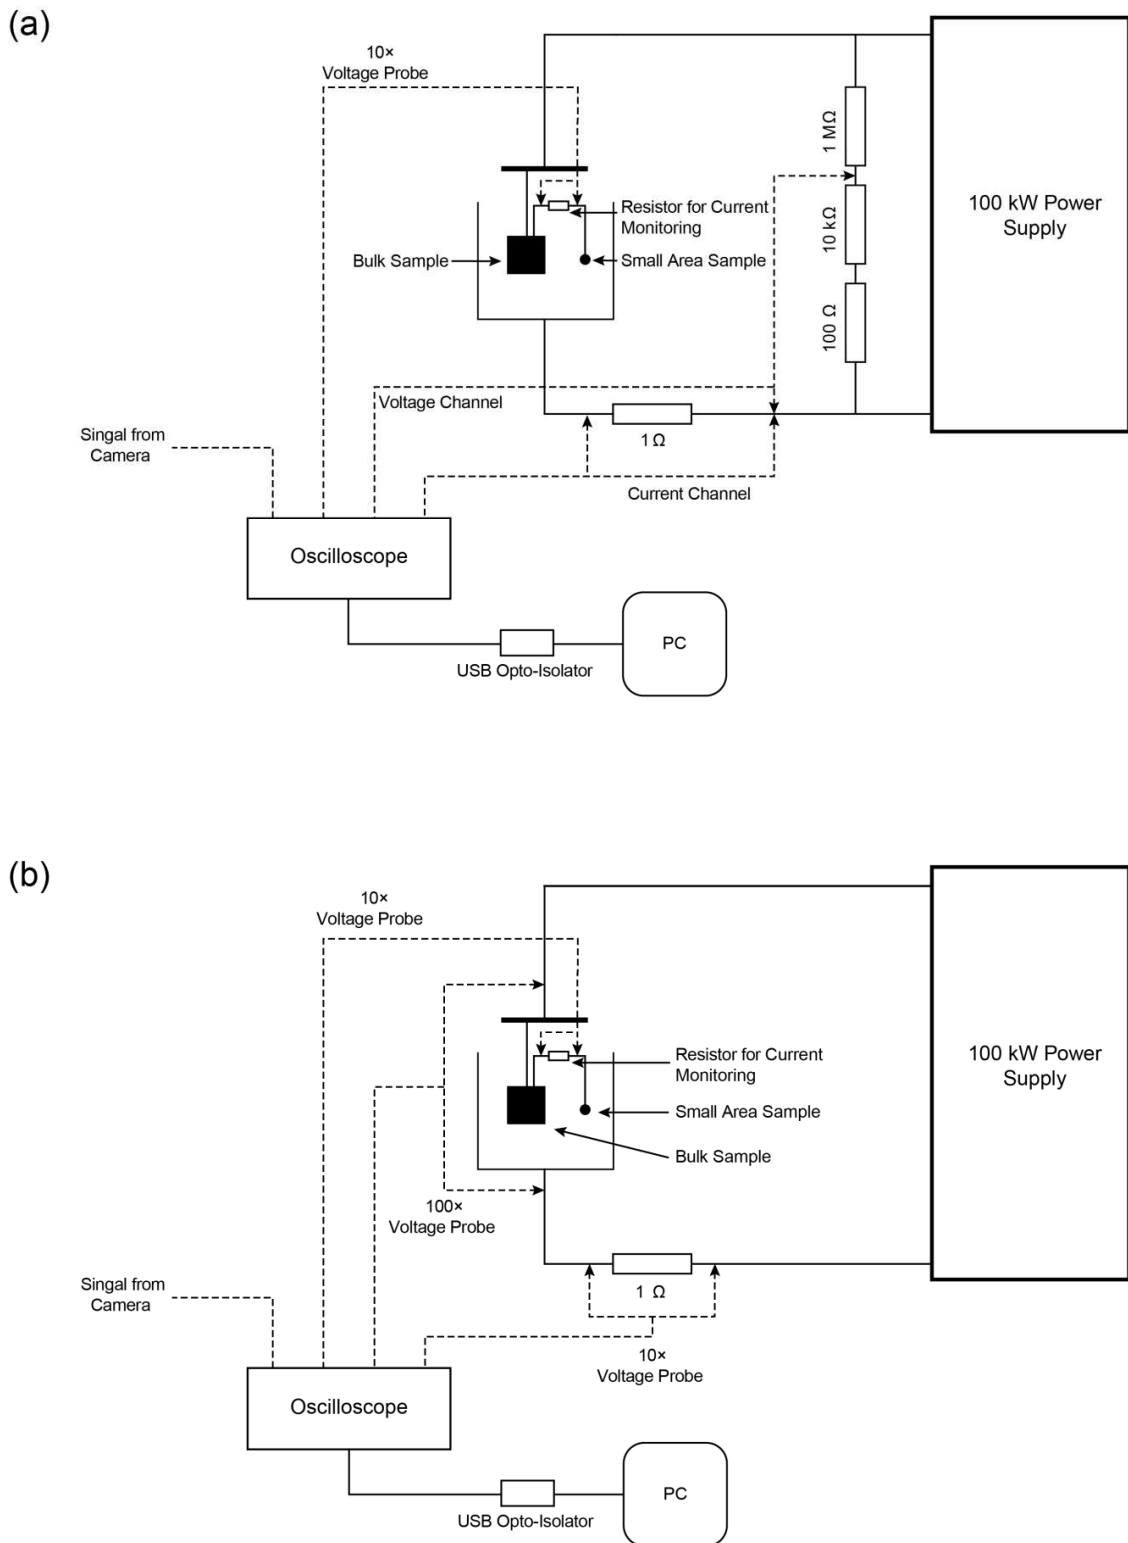 (a)
10×
Voltage Probe
1 MΩ
10 kΩ
100 Ω
100 kW Power
Supply
Resistor for Current
Monitoring
Bulk Sample
Small Area Sample
Voltage Channel
1 Ω
Singal from
Camera
Current Channel
Oscilloscope
PC
USB Opto-Isolator
(b)
10×
Voltage Probe
100 kW Power
Supply
Resistor for Current
Monitoring
Small Area Sample
Bulk Sample
100×
Voltage Probe
Singal from
Camera
1 Ω
10×
Voltage Probe
Oscilloscope
PC
USB Opto-Isolator